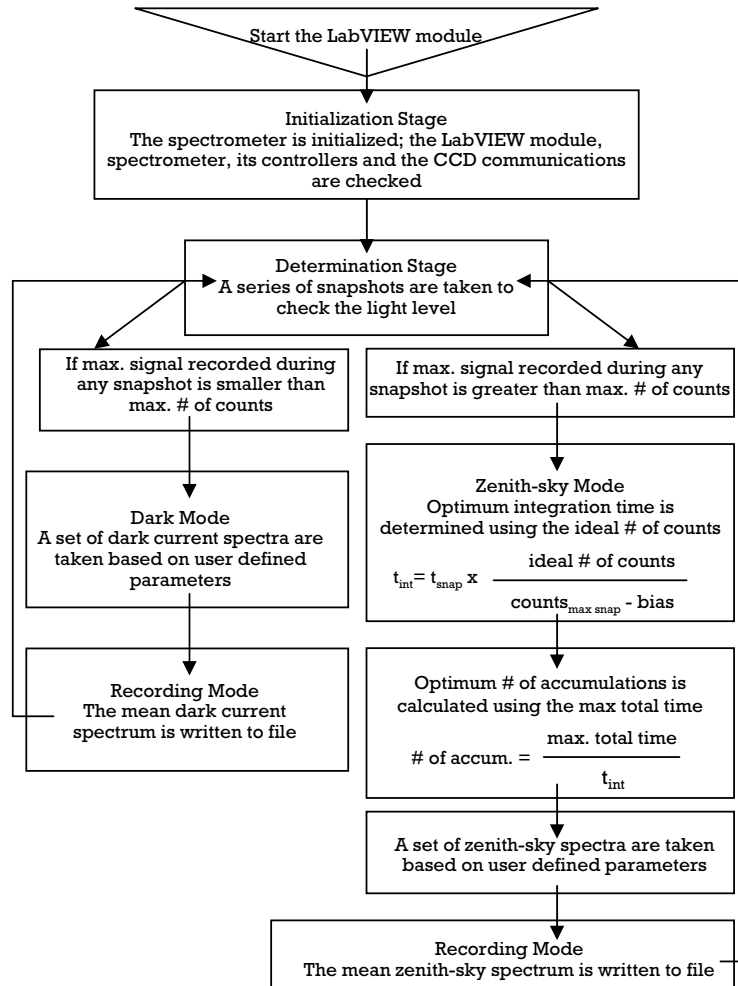 Start the LabVIEW module
Initialization Stage
The spectrometer is initialized; the LabVIEW module,
spectrometer, its controllers and the CCD communications
are checked
Determination Stage
A series of snapshots are taken to
check the light level
If max. signal recorded during
any snapshot is smaller than
max. # of counts
If max. signal recorded during any
snapshot is greater than max. # of counts
Dark Mode
A set of dark current spectra are
taken based on user defined
parameters
Zenith-sky Mode
Optimum integration time is
determined using the ideal # of counts
t_int = t_snap x ideal # of counts
counts_max snap - bias
Recording Mode
The mean dark current
spectrum is written to file
Optimum # of accumulations is
calculated using the max total time
# of accum. = max. total time
t_int
A set of zenith-sky spectra are taken
based on user defined parameters
Recording Mode
The mean zenith-sky spectrum is written to file